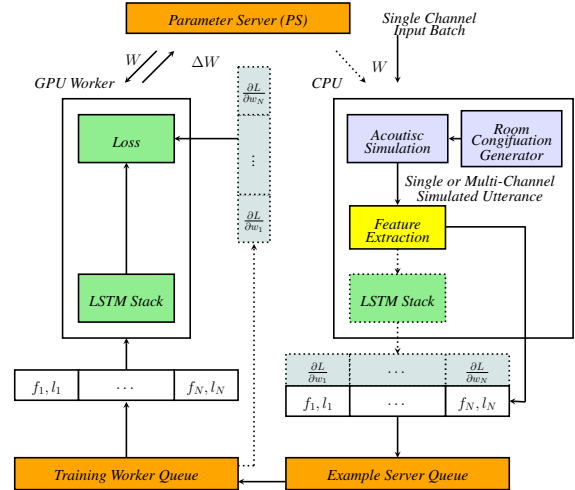 Parameter Server (PS)
Single Channel
Input Batch
W
ΔW
W
GPU Worker
CPU
∂L/∂w_N
⋮
∂L/∂w_1
Loss
LSTM Stack
Acoutisc
Simulation
Room
Congifuation
Generator
Single or Multi-Channel
Simulated Utterance
Feature
Extraction
LSTM Stack
∂L/∂w_1 ... ∂L/∂w_N
f_1, l_1 ... f_N, l_N
f_1, l_1 ... f_N, l_N
Training Worker Queue
Example Server Queue